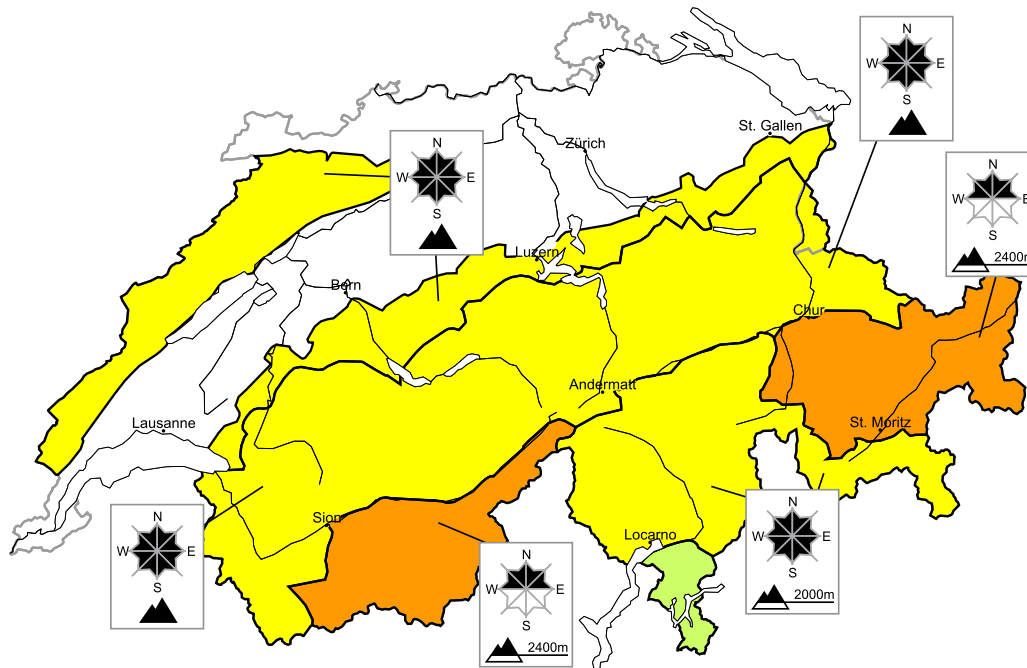 N
W E
S
St. Gallen
Zürich
N
W E
S
N
W E
S
2400m
Luzern
Bern
Chur
Andermatt
Lausanne
St. Moritz
Sion
Locarno
N
W E
S
N
W E
S
2000m
N
W E
S
2400m